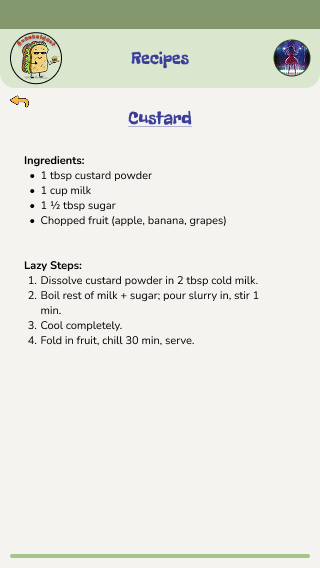 Recipes
Custard
Ingredients:
• 1 tbsp custard powder
• 1 cup milk
• 1 ½ tbsp sugar
• Chopped fruit (apple, banana, grapes)
Lazy Steps:
1. Dissolve custard powder in 2 tbsp cold milk.
2. Boil rest of milk + sugar; pour slurry in, stir 1
min.
3. Cool completely.
4. Fold in fruit, chill 30 min, serve.